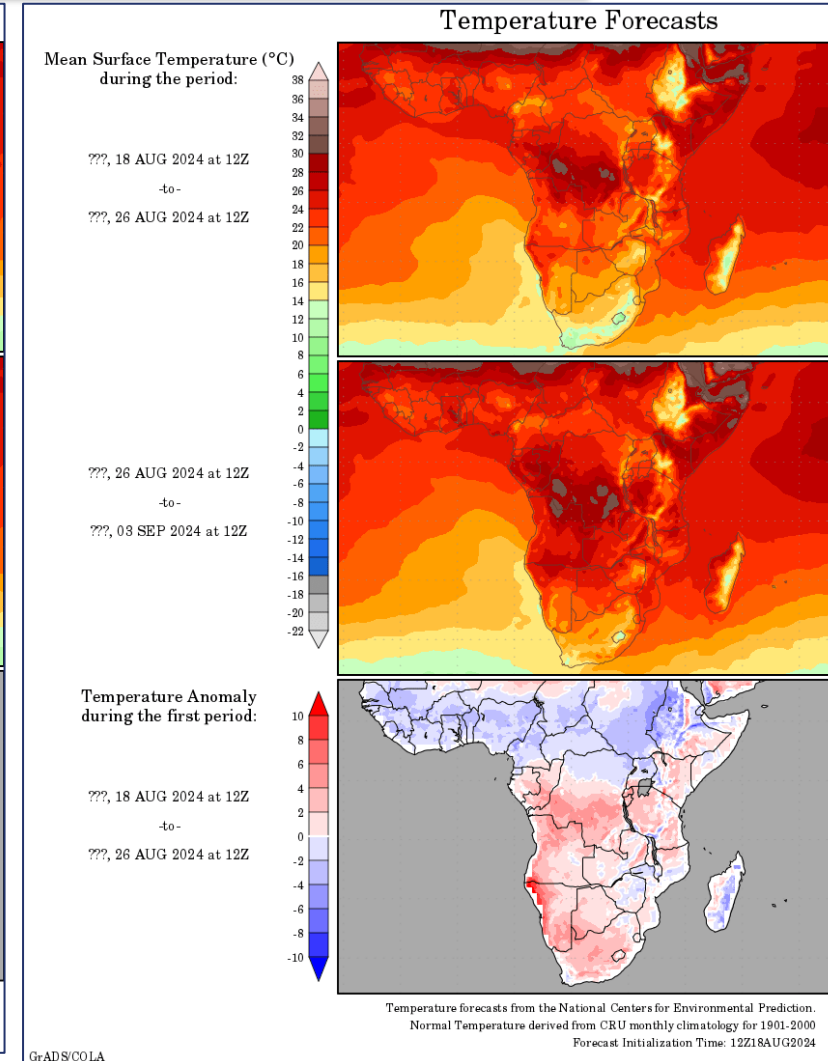 Temperature Forecasts
Mean Surface Temperature (°C)
during the period:
???, 18 AUG 2024 at 12Z
-to-
???, 26 AUG 2024 at 12Z
38
36
34
32
30
28
26
24
22
20
18
16
14
12
10
8
6
4
2
0
-2
-4
-6
-8
-10
-12
-14
-16
-18
-20
-22
???, 26 AUG 2024 at 12Z
-to-
???, 03 SEP 2024 at 12Z
Temperature Anomaly
during the first period:
???, 18 AUG 2024 at 12Z
-to-
???, 26 AUG 2024 at 12Z
10
8
6
4
2
0
-2
-4
-6
-8
-10
Temperature forecasts from the National Centers for Environmental Prediction.
Normal Temperature derived from CRU monthly climatology for 1901-2000
Forecast Initialization Time: 12Z18AUG2024
GrADS/COLA